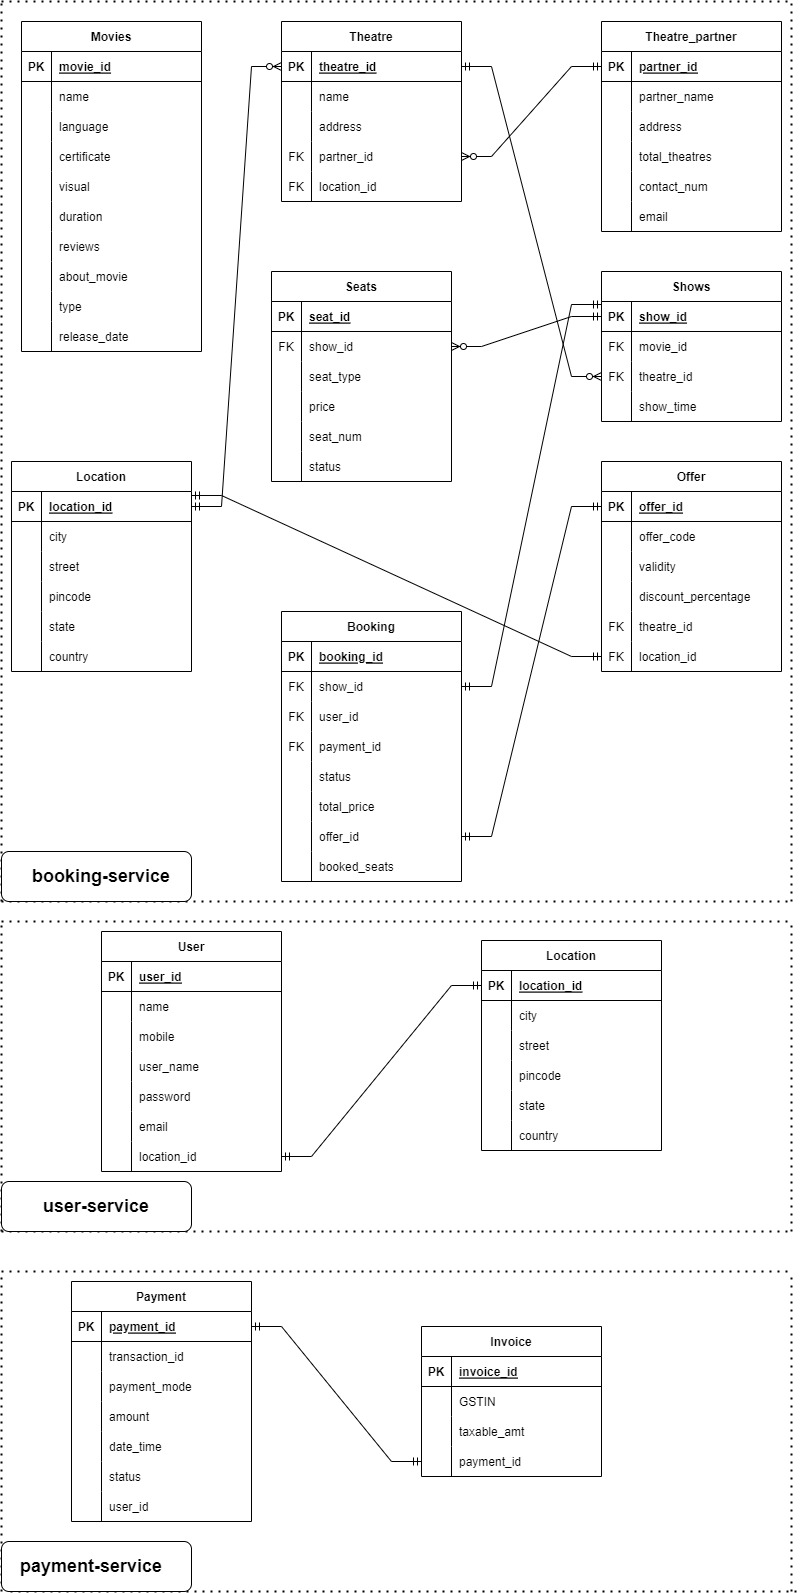 Movies
PK movie_id
name
language
certificate
visual
duration
reviews
about_movie
type
release_date
Theatre
PK theatre_id
name
address
FK partner_id
FK location_id
Theatre_partner
PK partner_id
partner_name
address
total_theatres
contact_num
email
Seats
PK seat_id
FK show_id
seat_type
price
seat_num
status
Shows
PK show_id
FK movie_id
FK theatre_id
show_time
Location
PK location_id
city
street
pincode
state
country
Offer
PK offer_id
offer_code
validity
discount_percentage
FK theatre_id
FK location_id
Booking
PK booking_id
FK show_id
FK user_id
FK payment_id
status
total_price
offer_id
booked_seats
booking-service
User
PK user_id
name
mobile
user_name
password
email
location_id
Location
PK location_id
city
street
pincode
state
country
user-service
Payment
PK payment_id
transaction_id
payment_mode
amount
date_time
status
user_id
Invoice
PK invoice_id
GSTIN
taxable_amt
payment_id
payment-service